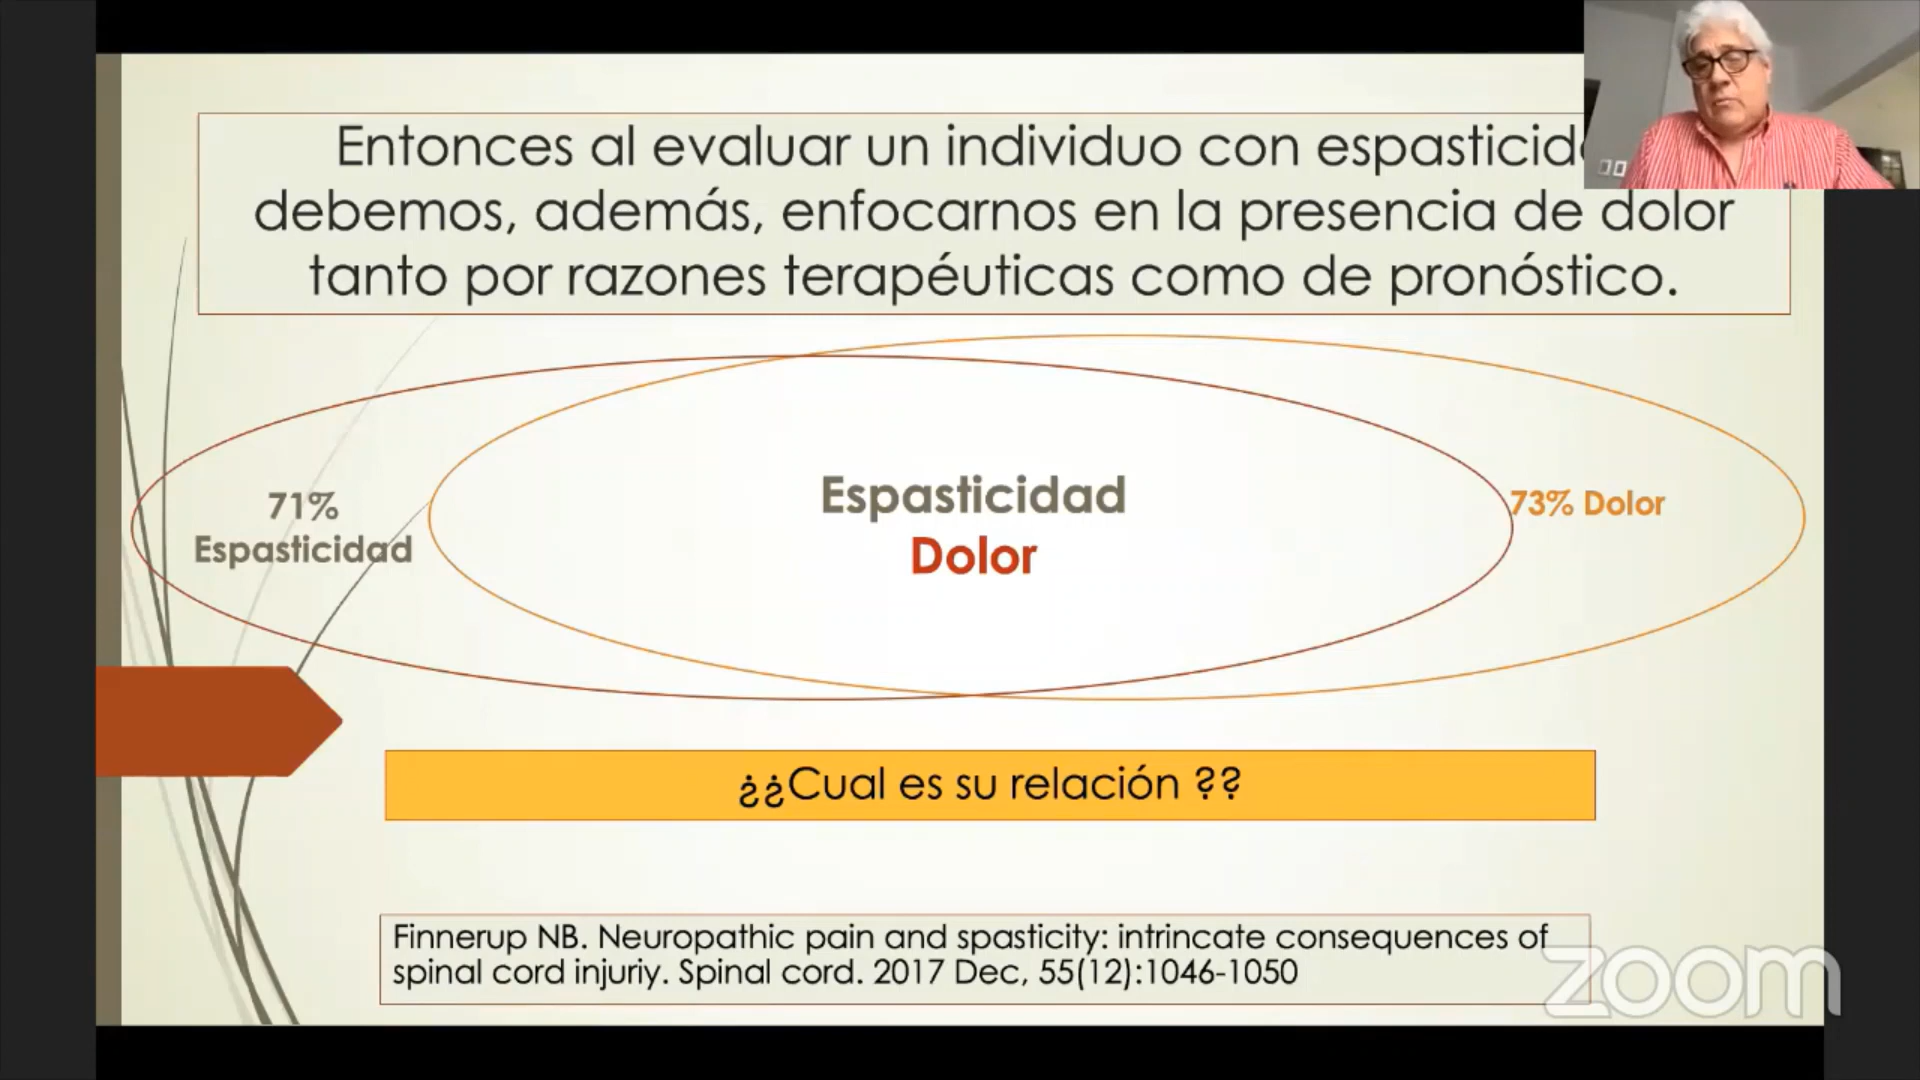 Entonces al evaluar un individuo con
debemos, además, enfocarnos en la presencia de dolor
tanto por razones terapéuticas como de pronóstico.
71%
Espasticidad
Espasticidad
Dolor
73% Dolor
¿¿Cual es su relación ??
Finnerup NB. Neuropathic pain and spasticity: intrincate consequences of
spinal cord injuriy. Spinal cord. 2017 Dec, 55(12):1046-1050
zoom